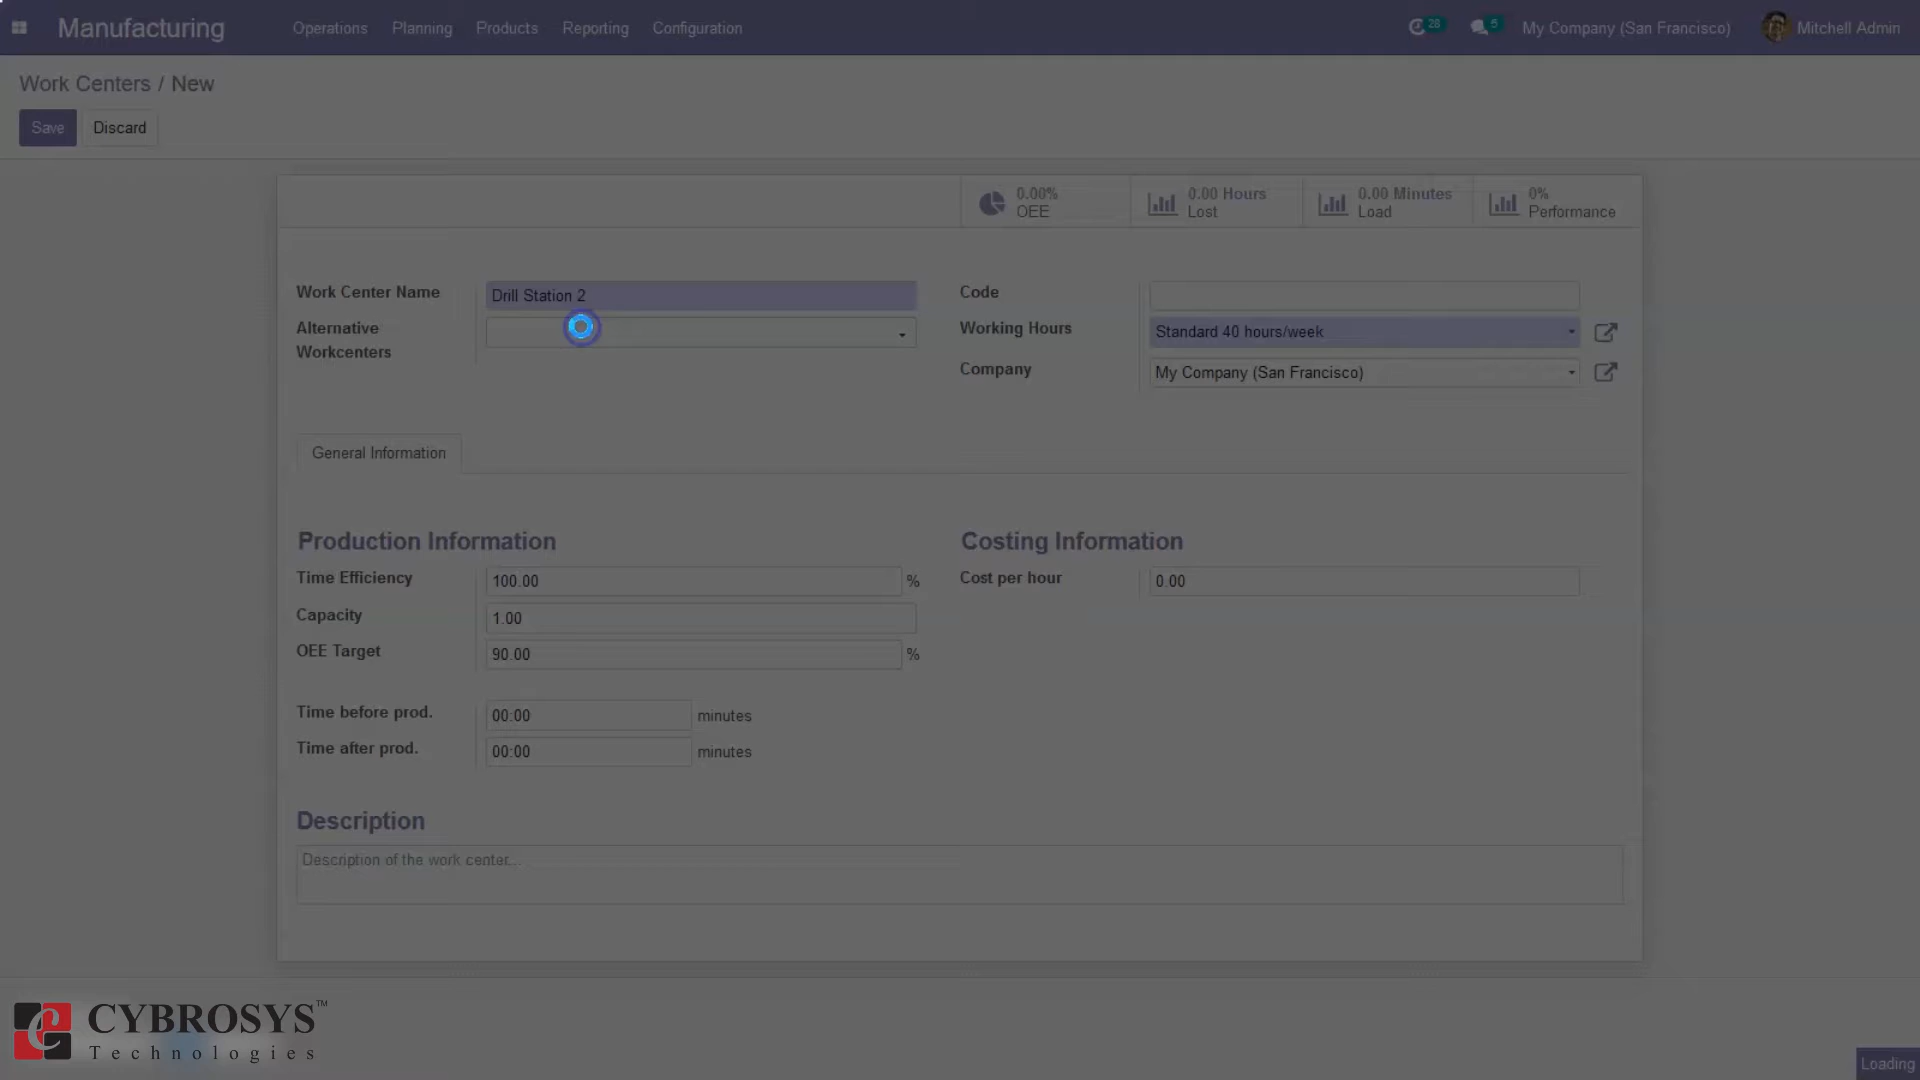 Manufacturing Operations Planning Products Reporting Configuration 28 5 My Company (San Francisco) Mitchell Admin
Work Centers / New
Save Discard
0.00% OEE
0.00 Hours Lost
0.00 Minutes Load
0% Performance
Work Center Name Drill Station 2
Alternative Workcenters
Code
Working Hours Standard 40 hours/week
Company My Company (San Francisco)
General Information
Production Information
Time Efficiency 100.00 %
Capacity 1.00
OEE Target 90.00 %
Time before prod. 00:00 minutes
Time after prod. 00:00 minutes
Costing Information
Cost per hour 0.00
Description
Description of the work center...
CYBROSYS™
Technologies
Loading